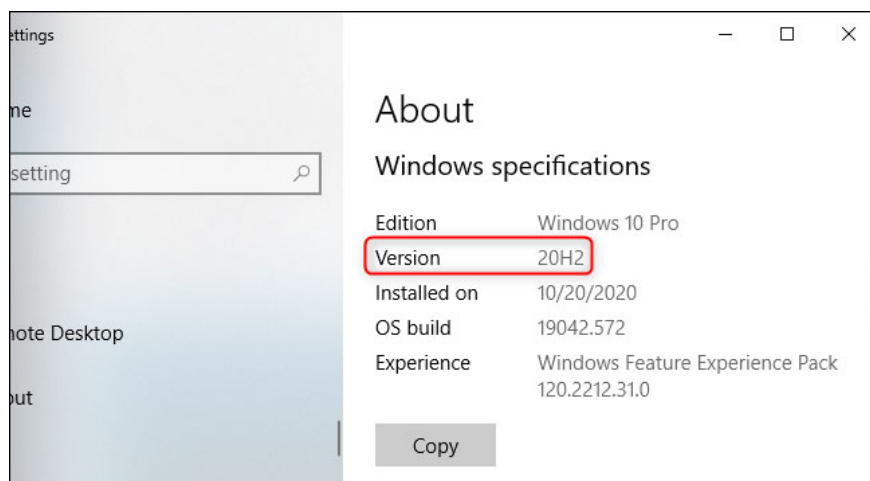 ettings
me
setting
note Desktop
out
About
Windows specifications
Edition Windows 10 Pro
Version 20H2
Installed on 10/20/2020
OS build 19042.572
Experience Windows Feature Experience Pack
120.2212.31.0
Copy